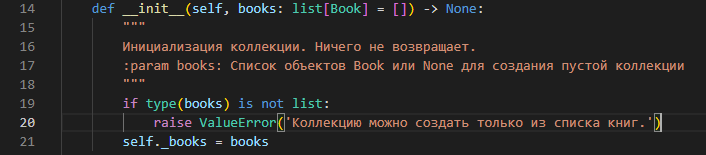 14 def __init__(self, books: list[Book] = []) -> None:
15 """
16 Инициализация коллекции. Ничего не возвращает.
17 :param books: Список объектов Book или None для создания пустой коллекции
18 """
19 if type(books) is not list:
20 raise ValueError('Коллекцию можно создать только из списка книг.')
21 self._books = books